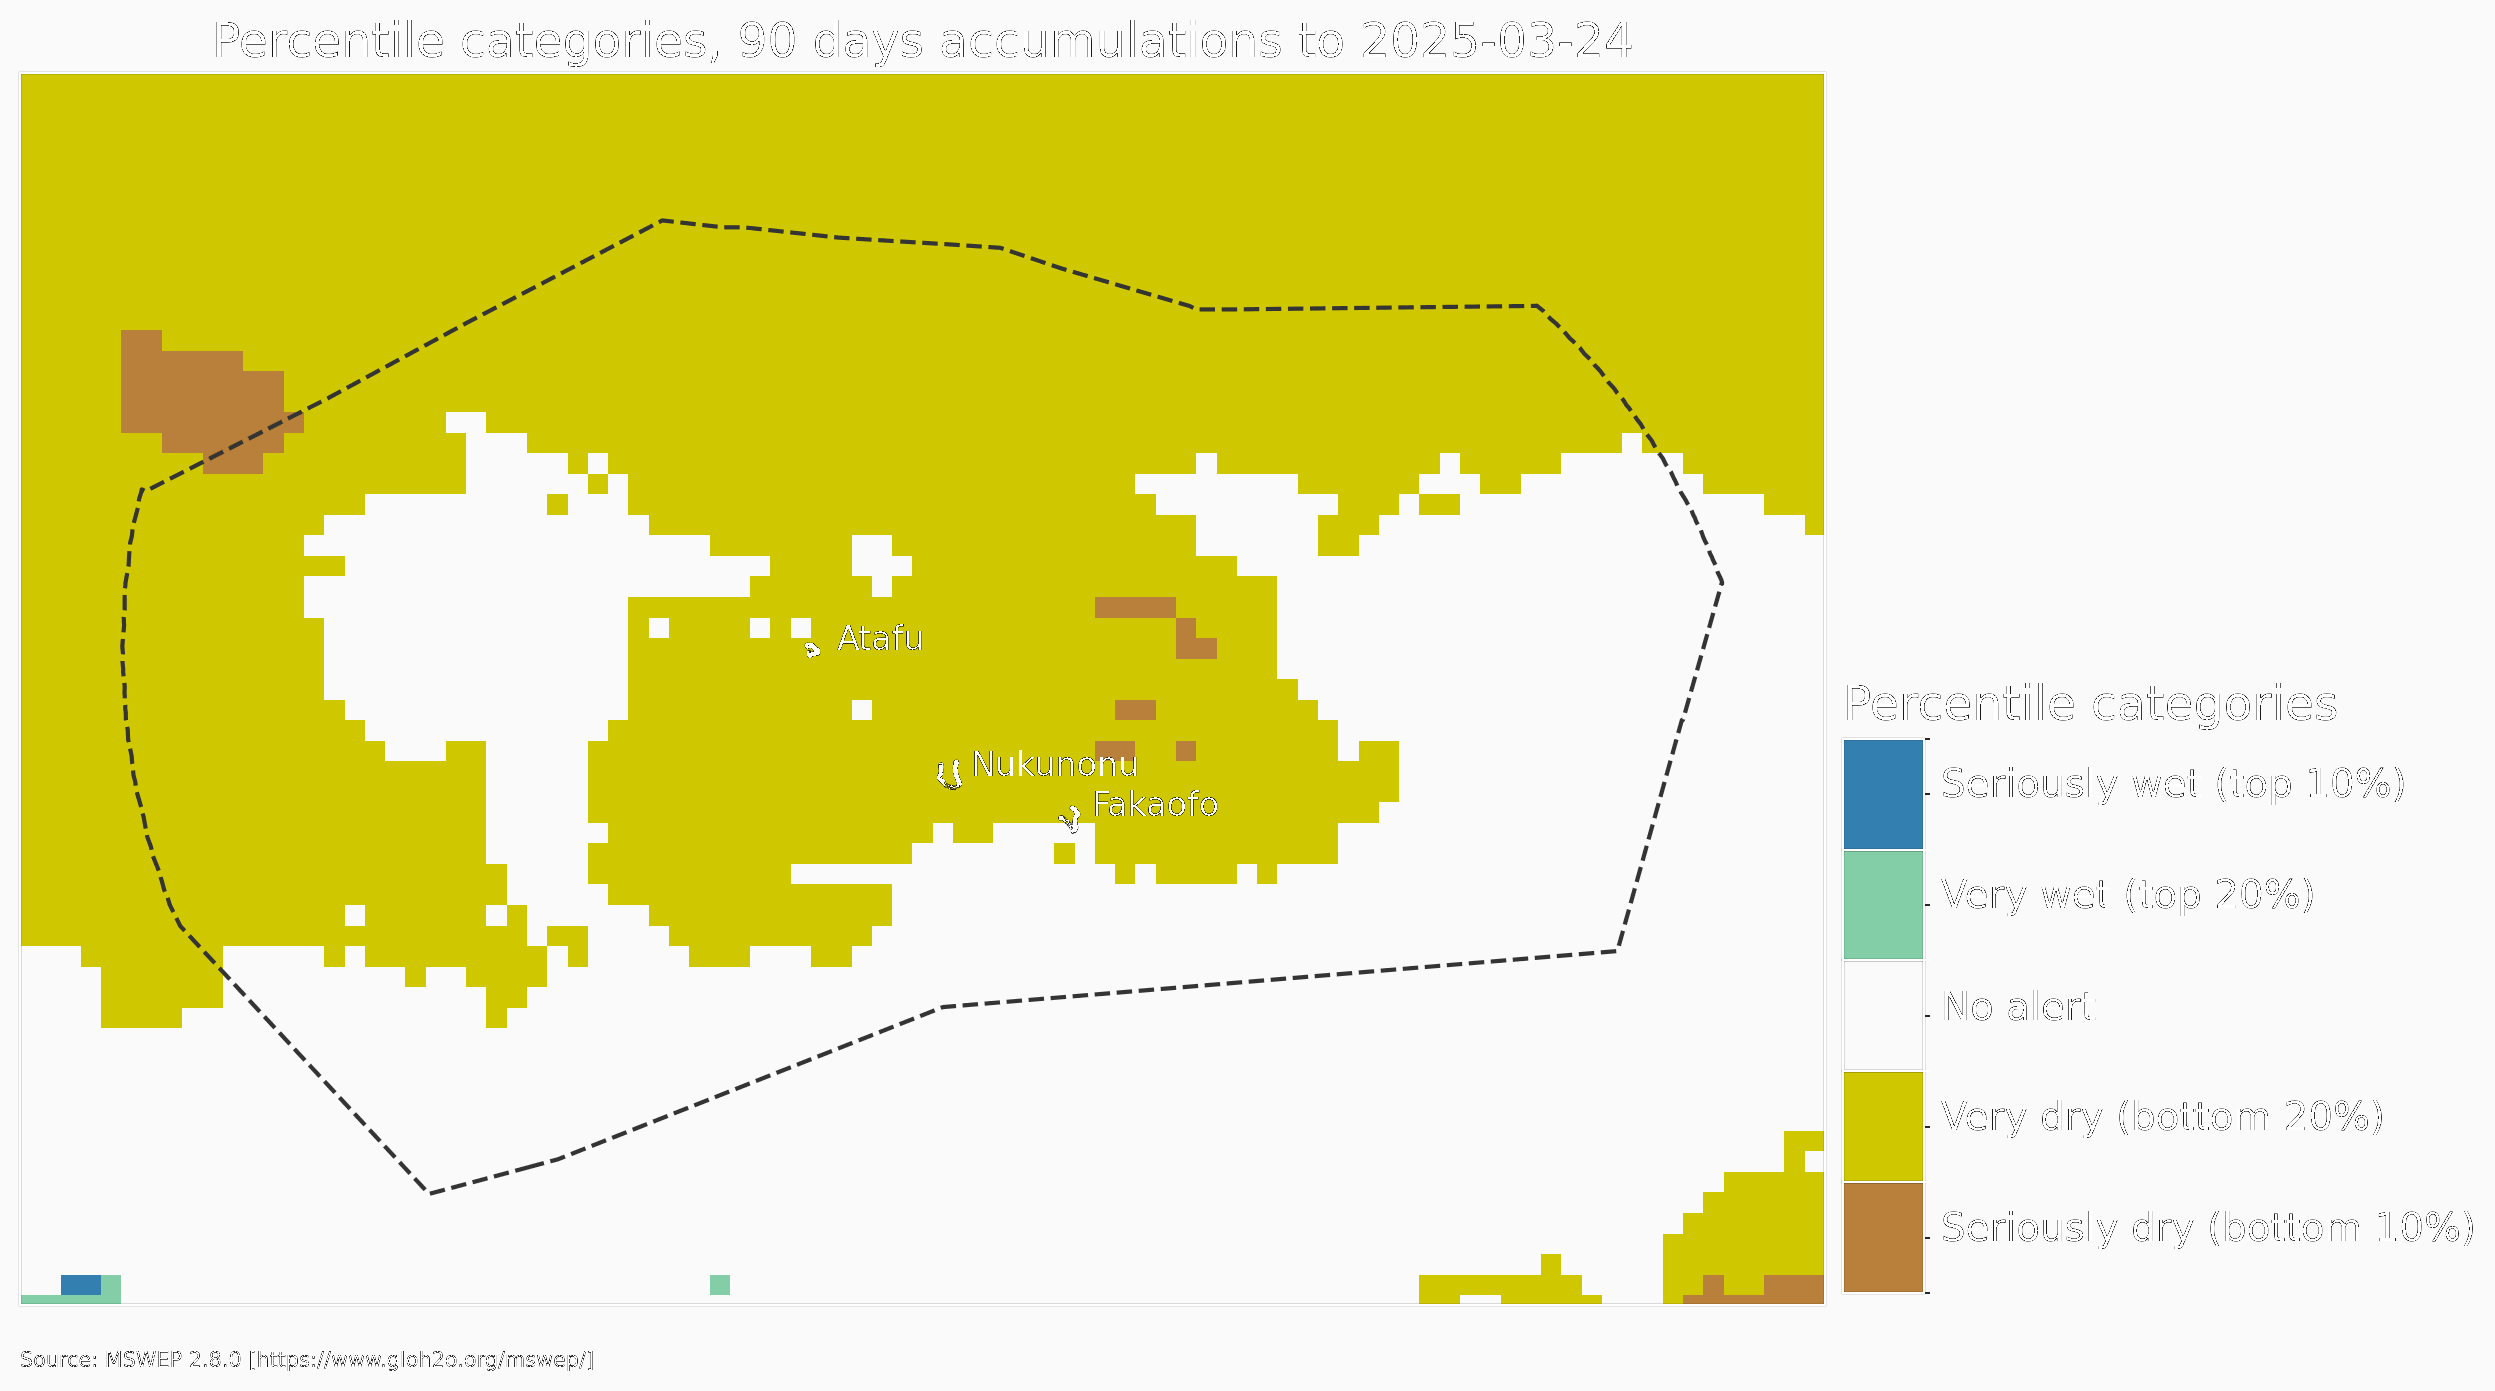 Percentile categories, 90 days accumulations to 2025-03-24
Atafu
Nukunonu
Fakaofo
Percentile categories
Seriously wet (top 10%)
Very wet (top 20%)
No alert
Very dry (bottom 20%)
Seriously dry (bottom 10%)
Source: MSWEP 2.8.0 [https://www.gloh2o.org/mswep/]